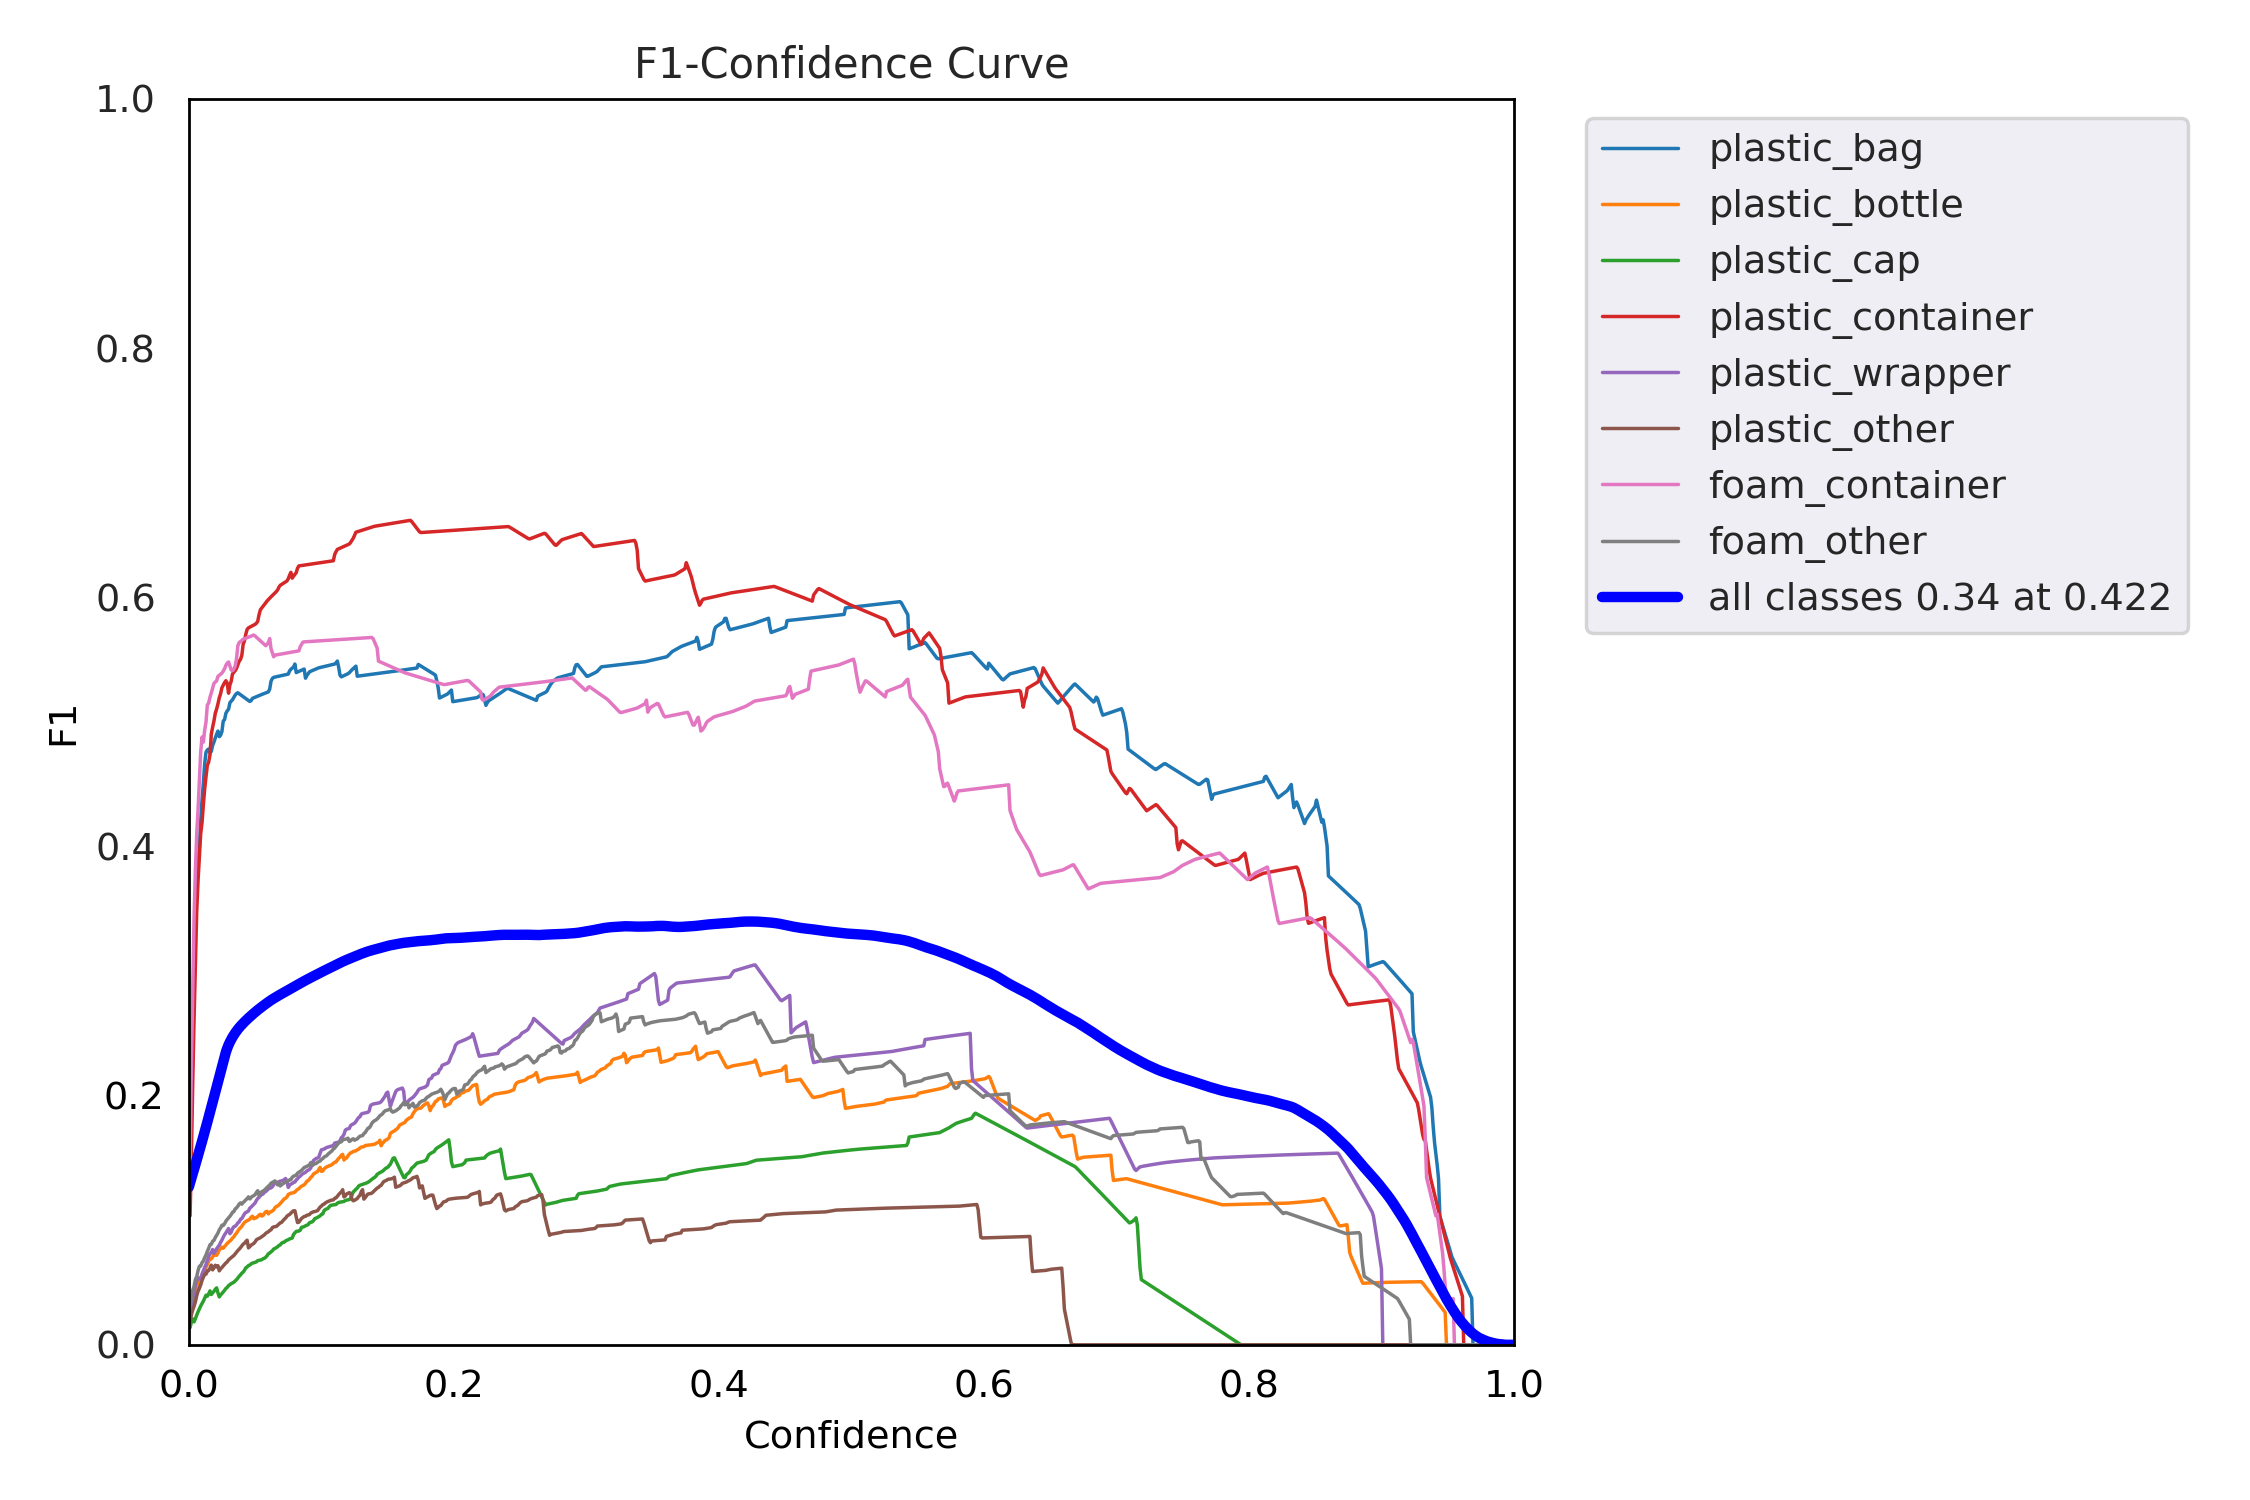 F1-Confidence Curve
1.0
0.8
0.6
0.4
0.2
0.0
F1
0.0 0.2 0.4 0.6 0.8 1.0
Confidence
plastic_bag
plastic_bottle
plastic_cap
plastic_container
plastic_wrapper
plastic_other
foam_container
foam_other
all classes 0.34 at 0.422